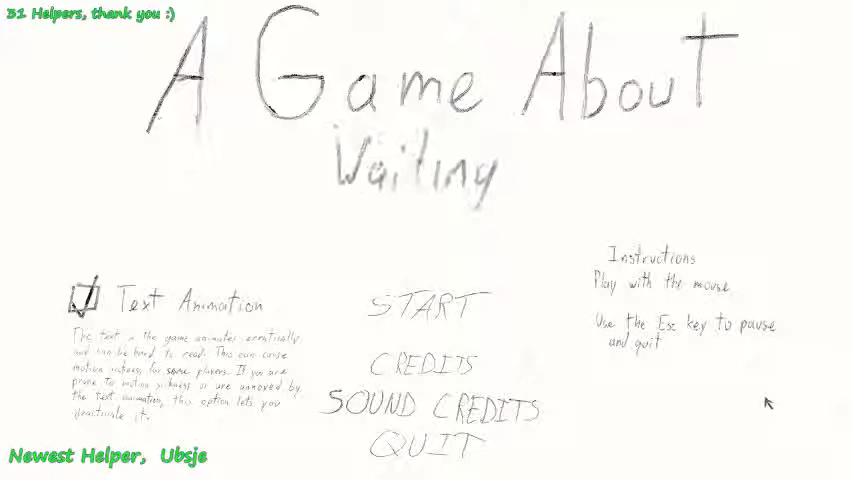 31 Helpers, thank you :)
A Game About
Waiting
Instructions
Play with the mouse
Use the Esc key to pause
and quit
Text Animation
The text in the game animates erratically
and can be hard to read. This can cause
motion sickness for some players. If you are
prone to motion sickness or are annoyed by
the text animation, this option lets you
deactivate it.
START
CREDITS
SOUND CREDITS
QUIT
Newest Helper, Ubsje